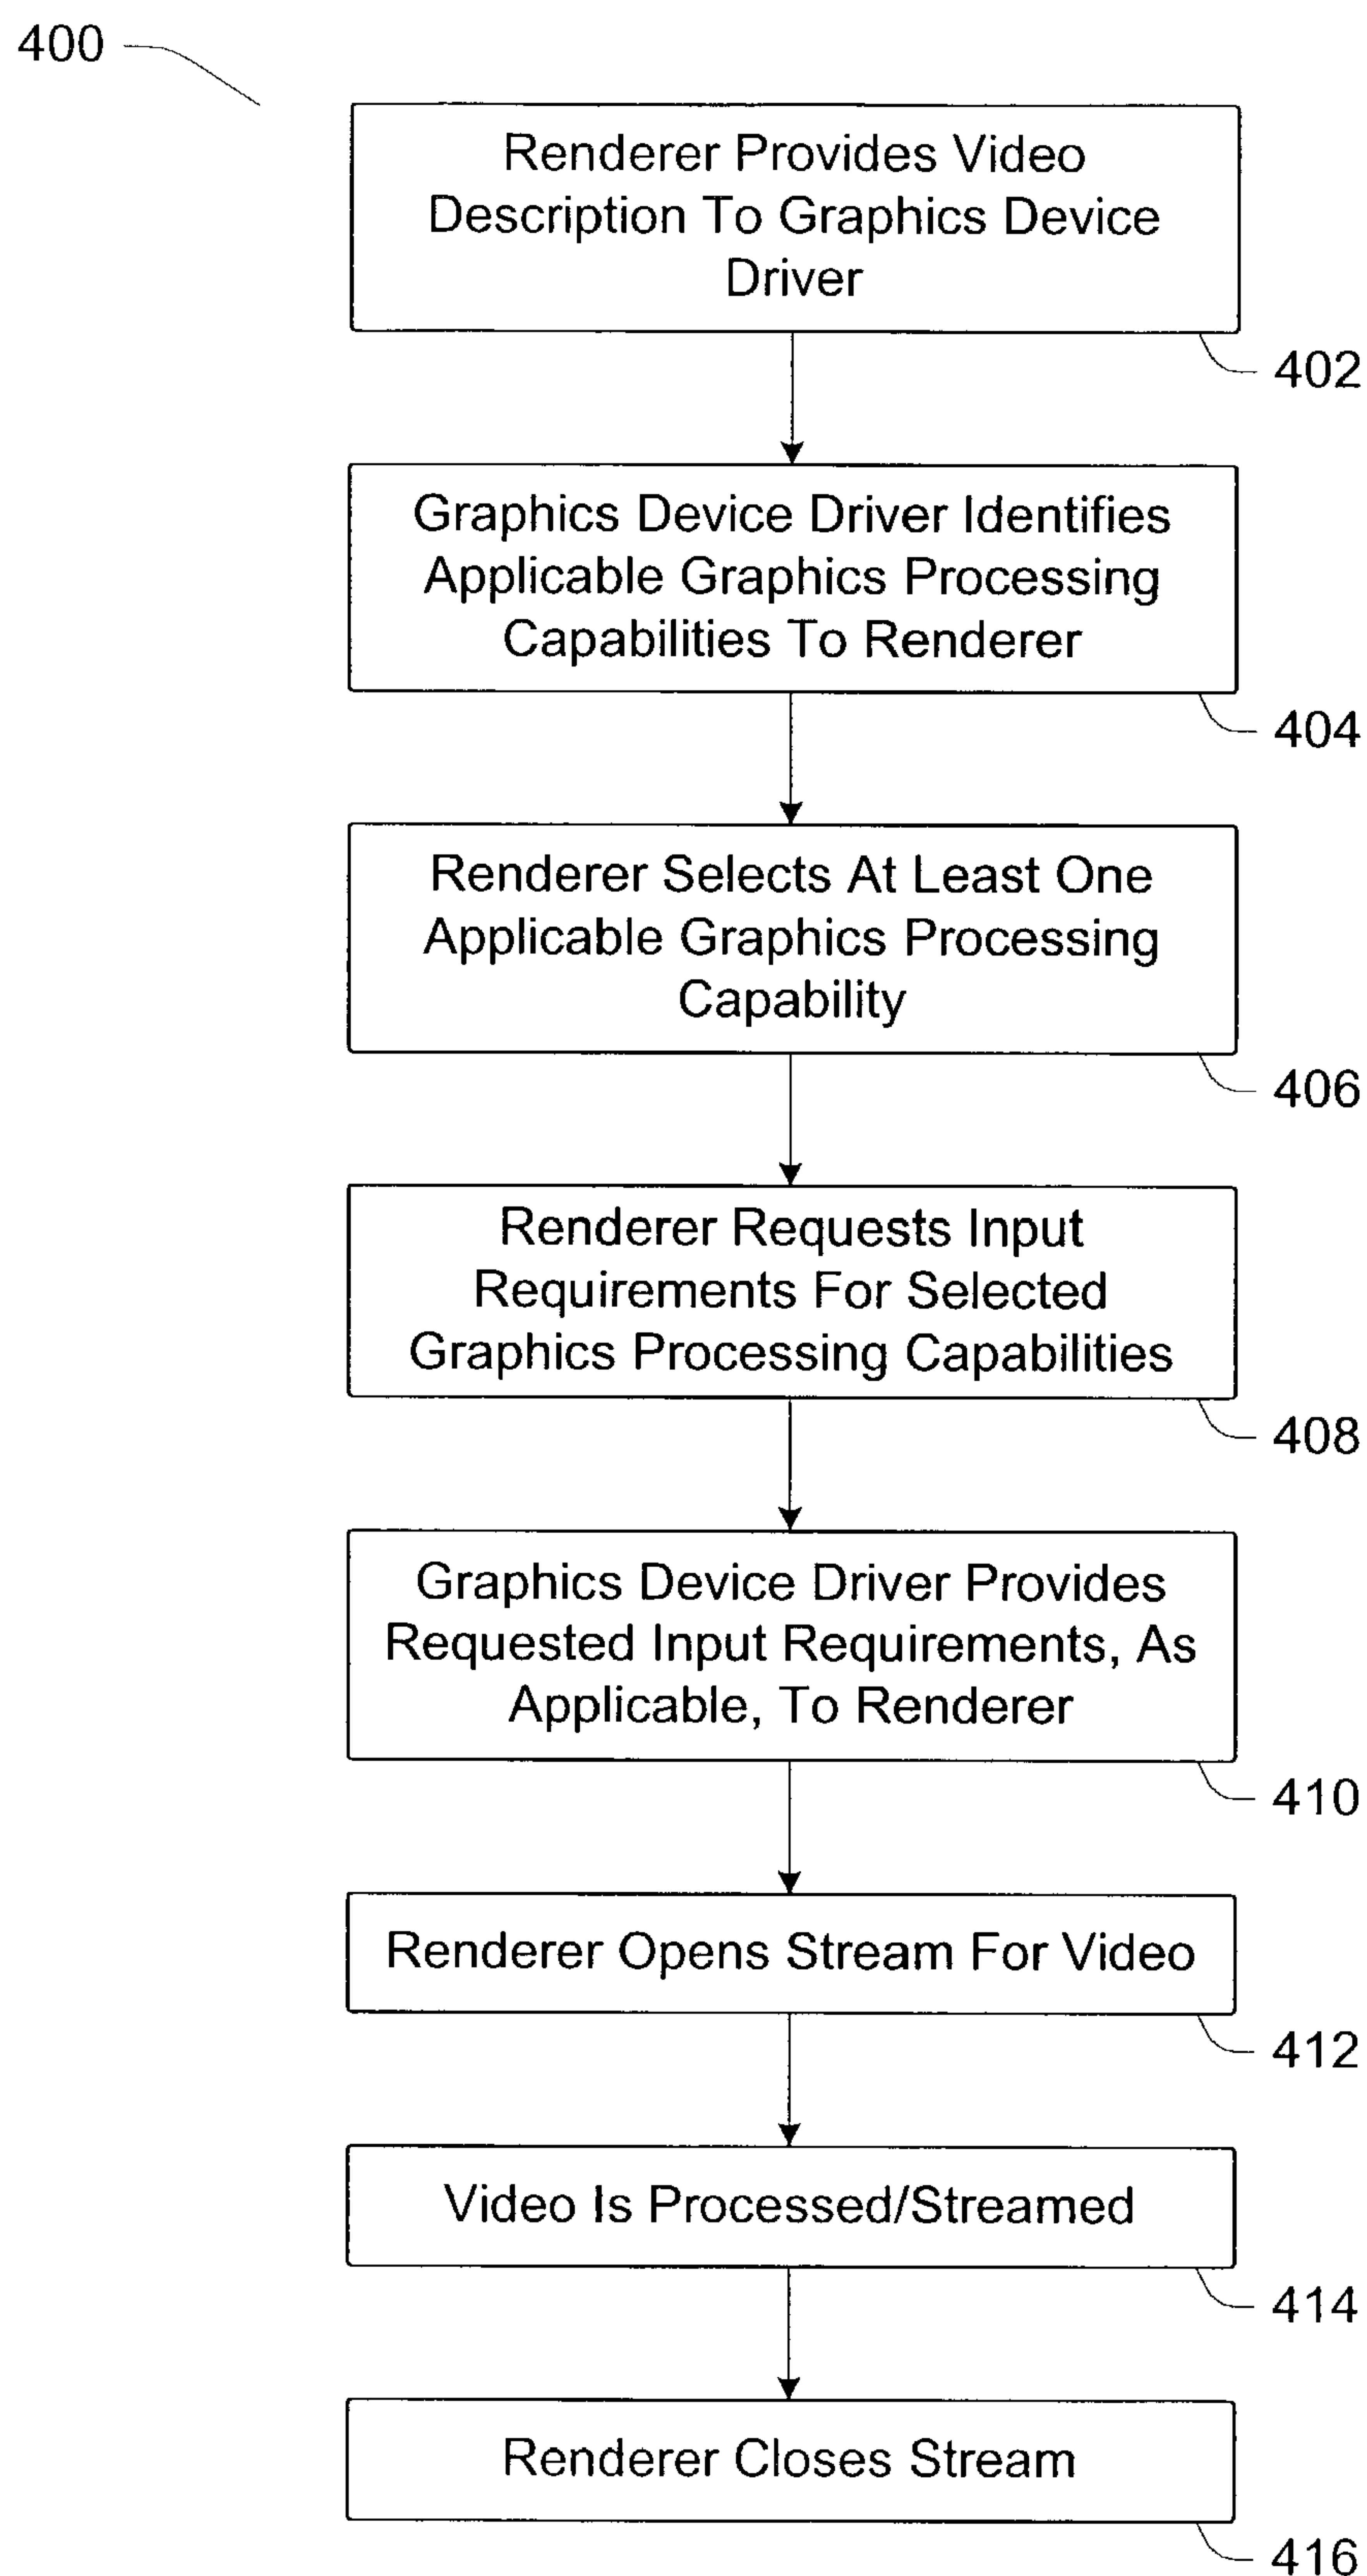 400
Renderer Provides Video
Description To Graphics Device
Driver
402
Graphics Device Driver Identifies
Applicable Graphics Processing
Capabilities To Renderer
404
Renderer Selects At Least One
Applicable Graphics Processing
Capability
406
Renderer Requests Input
Requirements For Selected
Graphics Processing Capabilities
408
Graphics Device Driver Provides
Requested Input Requirements, As
Applicable, To Renderer
410
Renderer Opens Stream For Video
412
Video Is Processed/Streamed
414
Renderer Closes Stream
416